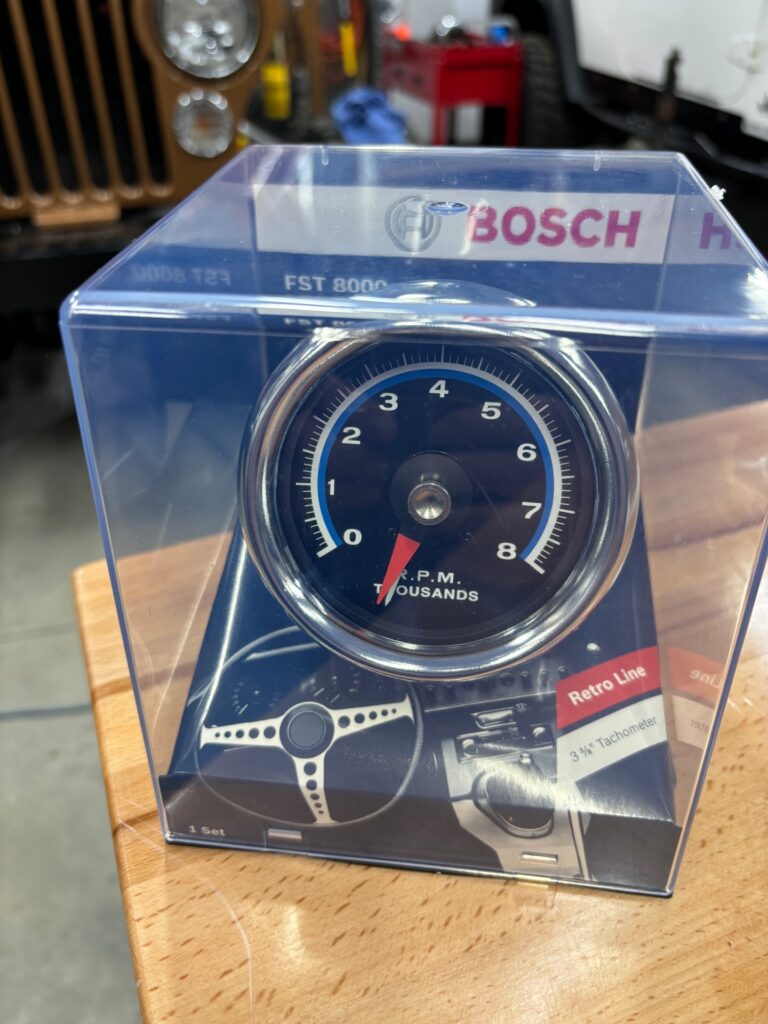 BOSCH
FST 8000
0
1
2
3
4
5
6
7
8
R.P.M.
THOUSANDS
Retro Line
3 ⅜" Tachometer
1 Set